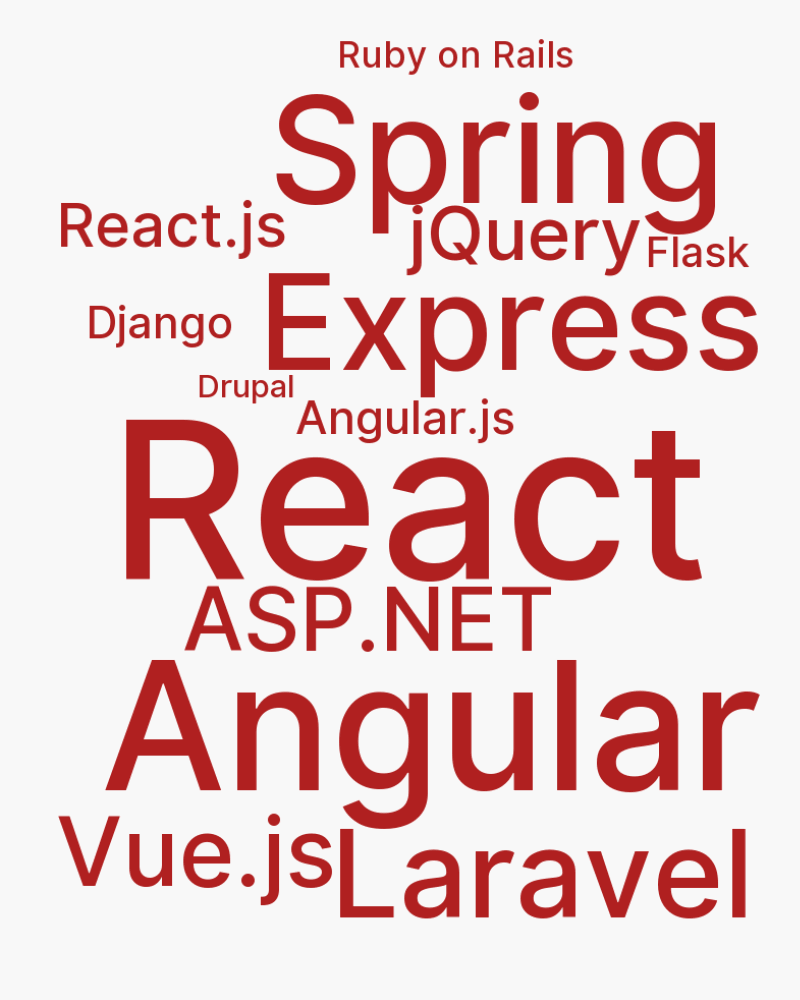 Ruby on Rails
Spring
React.js
jQuery
Flask
Django
Express
Drupal
Angular.js
React
ASP.NET
Angular
Vue.js
Laravel